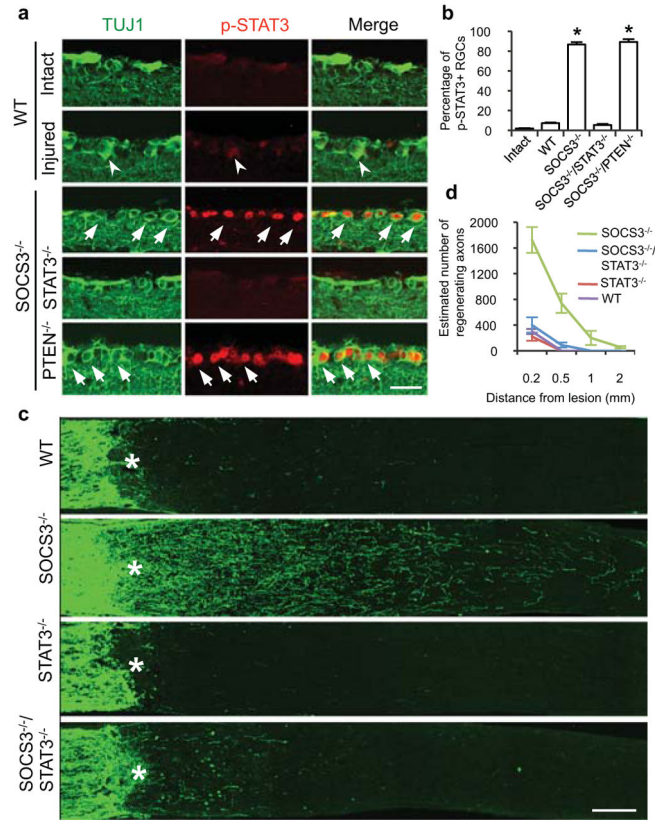 a
TUJ1 p-STAT3 Merge
WT
Intact
Injured
SOCS3-/-
STAT3-/-
PTEN-/-
b
Percentage of
p-STAT3+ RGCs
100
80
60
40
20
0
* *
Intact
WT
SOCS3-/-
SOCS3-/-/STAT3-/-
SOCS3-/-/PTEN-/-
d
Estimated number of
regenerating axons
2000
1600
1200
800
400
0
0.2 0.5 1 2
Distance from lesion (mm)
SOCS3-/-
SOCS3-/-/
STAT3-/-
STAT3-/-
WT
c
WT
*
SOCS3-/-
*
STAT3-/-
*
SOCS3-/-/
STAT3-/-
*